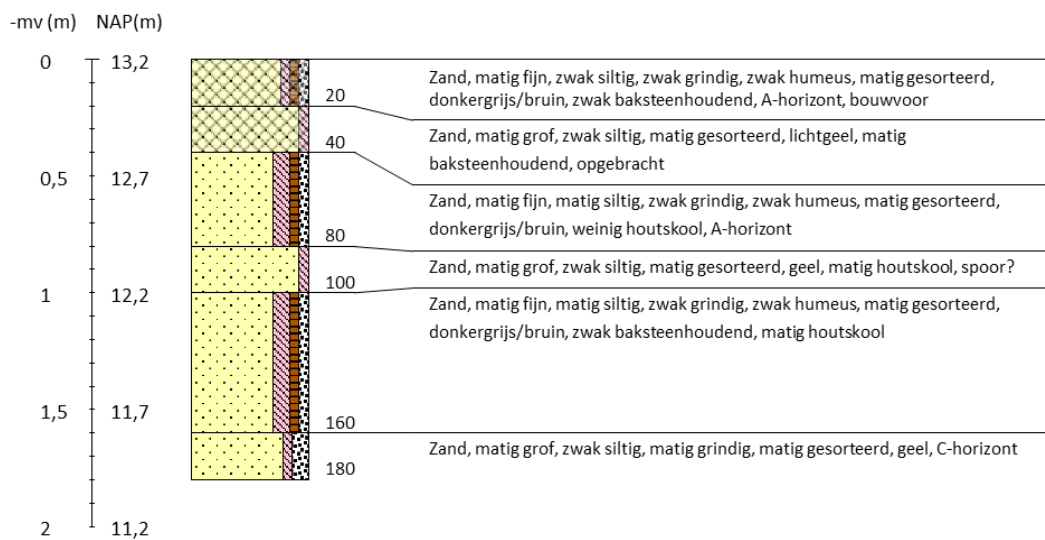 -mv (m) NAP(m)
0 13,2
Zand, matig fijn, zwak siltig, zwak grindig, zwak humeus, matig gesorteerd,
donkergrijs/bruin, zwak baksteenhoudend, A-horizont, bouwvoor
20
Zand, matig grof, zwak siltig, matig gesorteerd, lichtgeel, matig
baksteenhoudend, opgebracht
40
0,5 12,7
Zand, matig fijn, matig siltig, zwak grindig, zwak humeus, matig gesorteerd,
donkergrijs/bruin, weinig houtskool, A-horizont
80
Zand, matig grof, zwak siltig, matig gesorteerd, geel, matig houtskool, spoor?
100
1 12,2
Zand, matig fijn, matig siltig, zwak grindig, zwak humeus, matig gesorteerd,
donkergrijs/bruin, zwak baksteenhoudend, matig houtskool
1,5 11,7
160
Zand, matig grof, zwak siltig, matig grindig, matig gesorteerd, geel, C-horizont
180
2 11,2